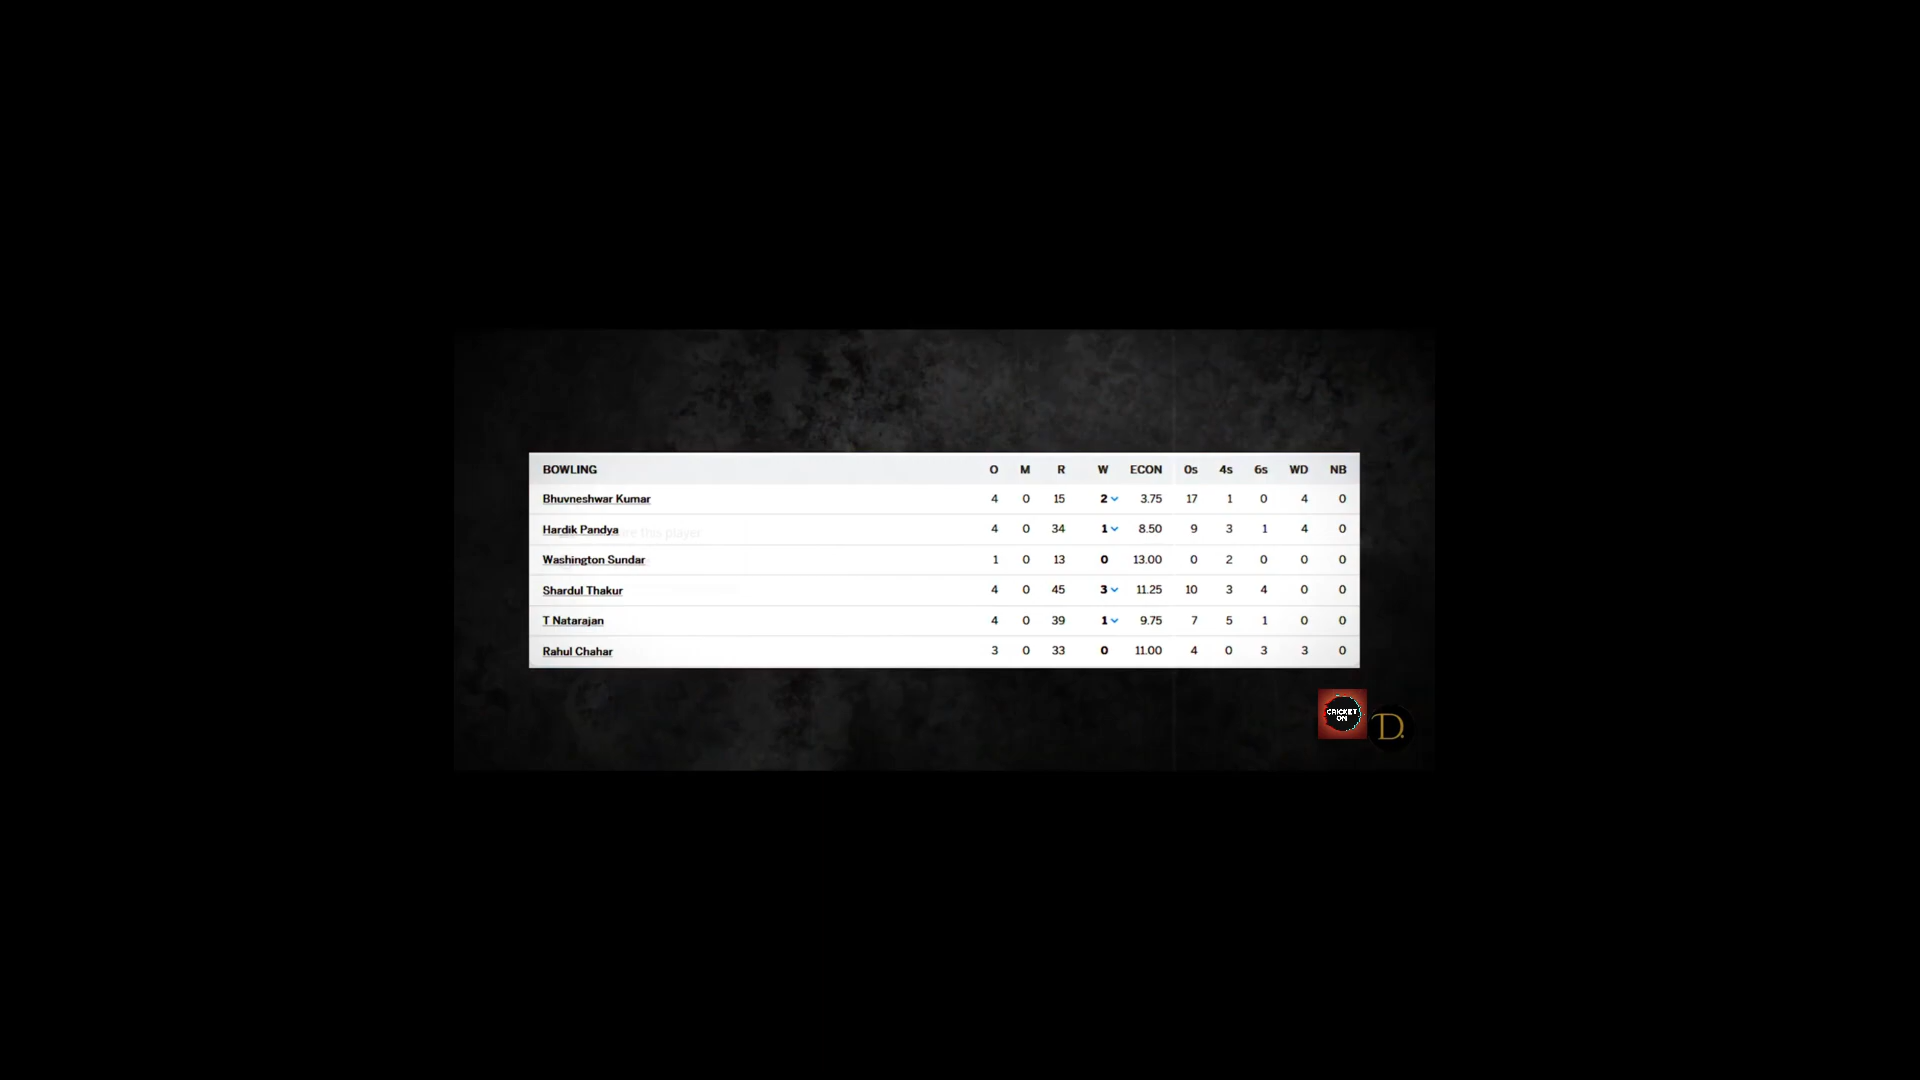 BOWLING O M R W ECON 0s 4s 6s WD NB
Bhuvneshwar Kumar 4 0 15 2 3.75 17 1 0 4 0
Hardik Pandya 4 0 34 1 8.50 9 3 1 4 0
re this player
Washington Sundar 1 0 13 0 13.00 0 2 0 0 0
Shardul Thakur 4 0 45 3 11.25 10 3 4 0 0
T Natarajan 4 0 39 1 9.75 7 5 1 0 0
Rahul Chahar 3 0 33 0 11.00 4 0 3 3 0
CRICKET
ON
D.